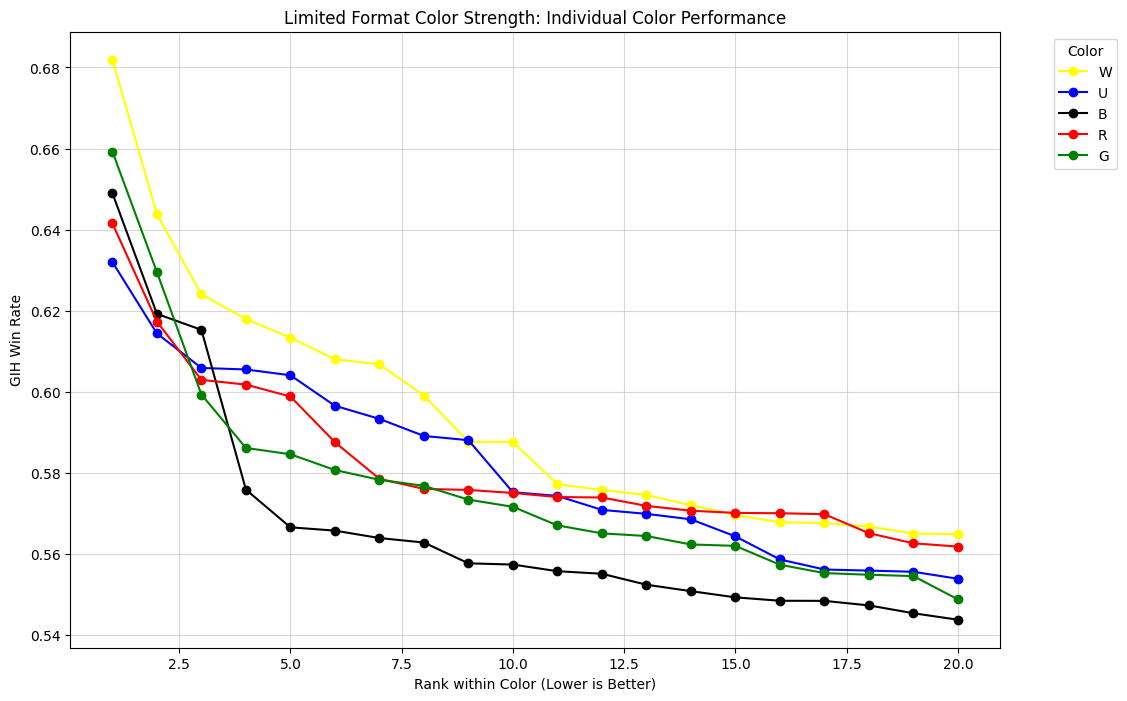 Limited Format Color Strength: Individual Color Performance
Color
W
U
B
R
G
GIH Win Rate
0.68
0.66
0.64
0.62
0.60
0.58
0.56
0.54
2.5 5.0 7.5 10.0 12.5 15.0 17.5 20.0
Rank within Color (Lower is Better)